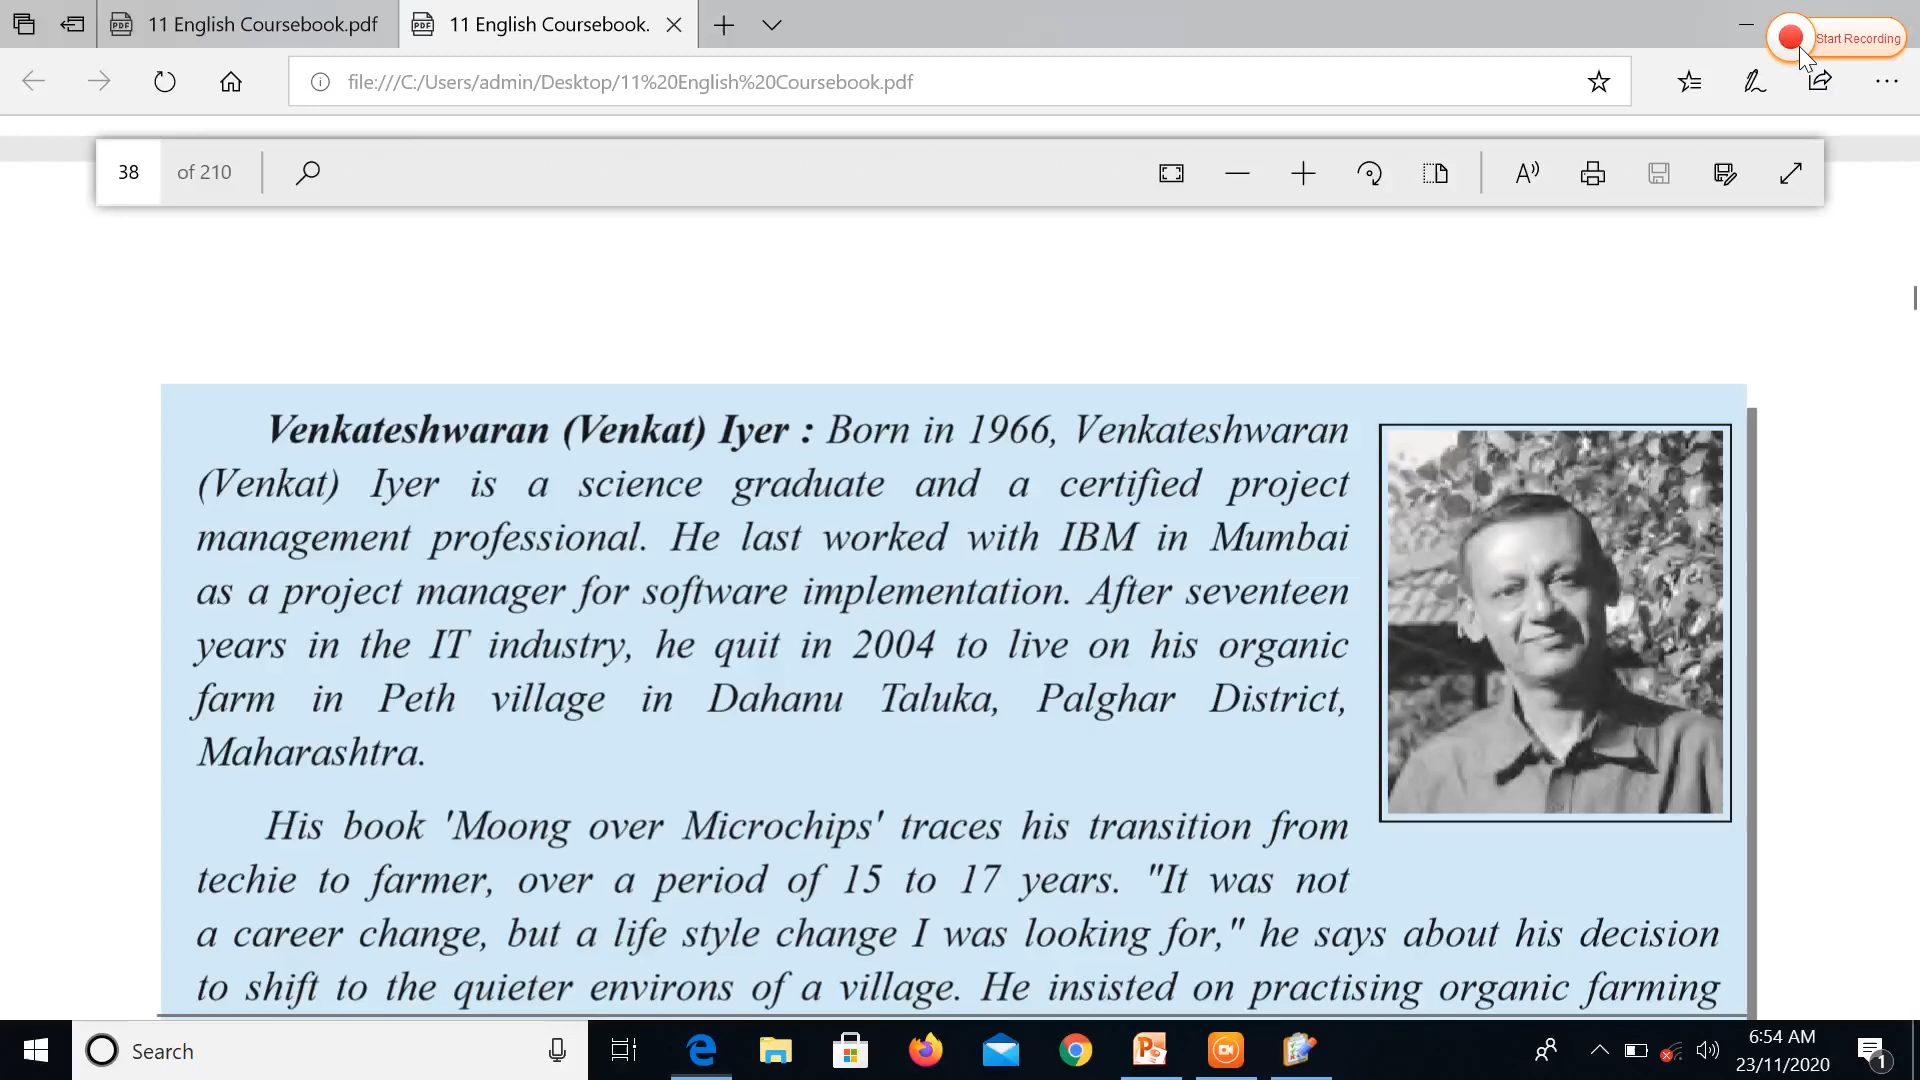 11 English Coursebook.pdf
11 English Coursebook.
Start Recording
file:///C:/Users/admin/Desktop/11%20English%20Coursebook.pdf
38 of 210
Venkateshwaran (Venkat) Iyer : Born in 1966, Venkateshwaran
(Venkat) Iyer is a science graduate and a certified project
management professional. He last worked with IBM in Mumbai
as a project manager for software implementation. After seventeen
years in the IT industry, he quit in 2004 to live on his organic
farm in Peth village in Dahanu Taluka, Palghar District,
Maharashtra.
His book 'Moong over Microchips' traces his transition from
techie to farmer, over a period of 15 to 17 years. "It was not
a career change, but a life style change I was looking for," he says about his decision
to shift to the quieter environs of a village. He insisted on practising organic farming
Search
6:54 AM
23/11/2020
1